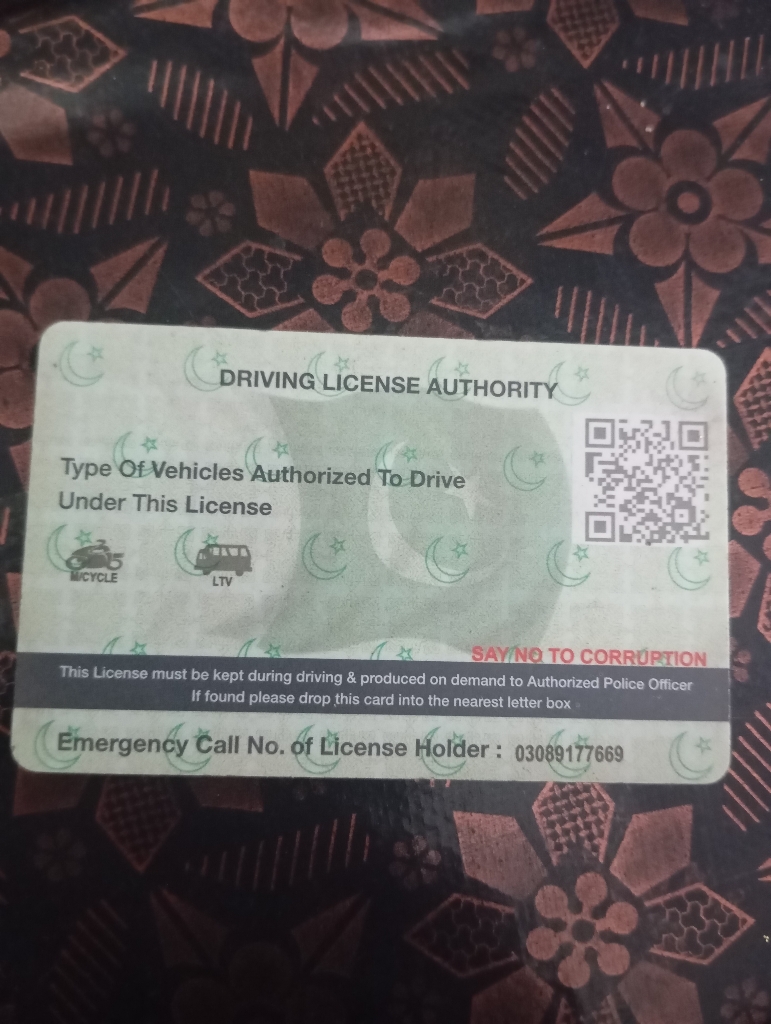 DRIVING LICENSE AUTHORITY
Type Of Vehicles Authorized To Drive
Under This License
M/CYCLE
LTV
SAY NO TO CORRUPTION
This License must be kept during driving & produced on demand to Authorized Police Officer
If found please drop this card into the nearest letter box
Emergency Call No. of License Holder : 03089177669